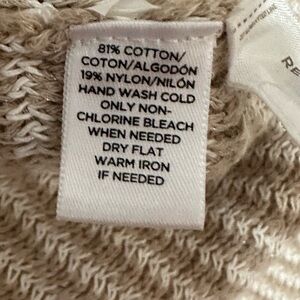 81% COTTON/
COTON/ALGODÓN
19% NYLON/NILÓN
HAND WASH COLD
ONLY NON-
CHLORINE BLEACH
WHEN NEEDED
DRY FLAT
WARM IRON
IF NEEDED